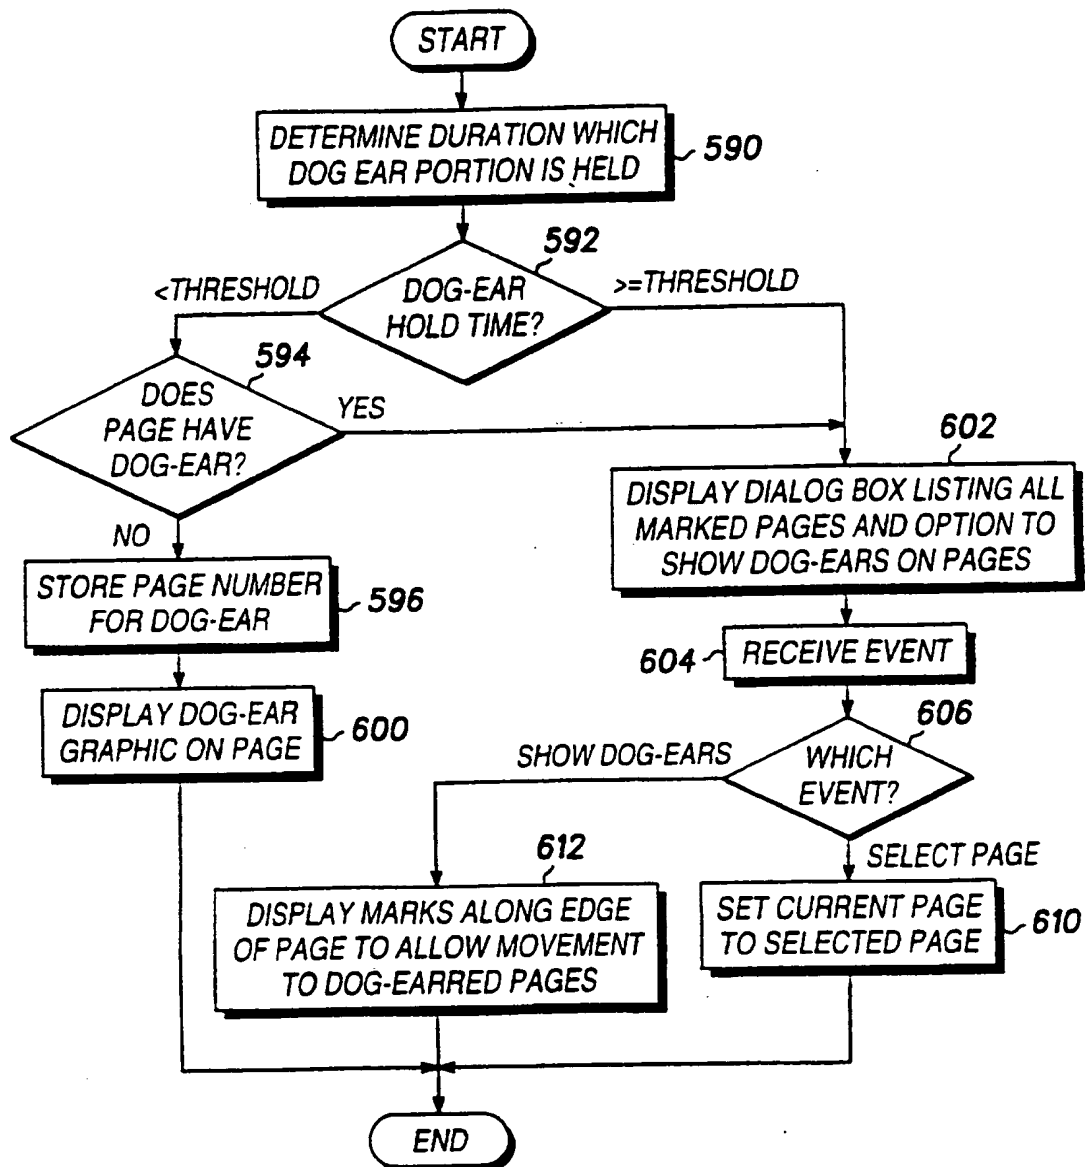 START
DETERMINE DURATION WHICH
DOG EAR PORTION IS HELD
590
592
<THRESHOLD
DOG-EAR
HOLD TIME?
>=THRESHOLD
594
DOES
PAGE HAVE
DOG-EAR?
YES
NO
602
DISPLAY DIALOG BOX LISTING ALL
MARKED PAGES AND OPTION TO
SHOW DOG-EARS ON PAGES
STORE PAGE NUMBER
FOR DOG-EAR
596
604
RECEIVE EVENT
DISPLAY DOG-EAR
GRAPHIC ON PAGE
600
606
SHOW DOG-EARS
WHICH
EVENT?
SELECT PAGE
612
DISPLAY MARKS ALONG EDGE
OF PAGE TO ALLOW MOVEMENT
TO DOG-EARRED PAGES
SET CURRENT PAGE
TO SELECTED PAGE
610
END